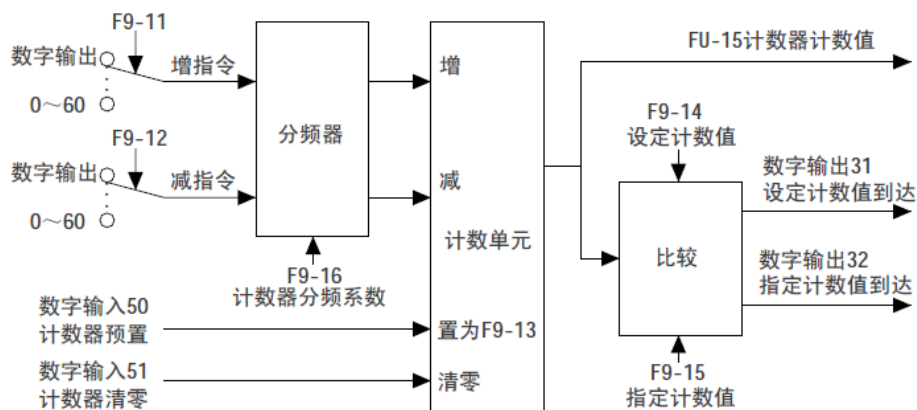 F9-11
数字输出
0～60
增指令
F9-12
数字输出
0～60
减指令
分频器
F9-16
计数器分频系数
数字输入50
计数器预置
数字输入51
计数器清零
增
减
计数单元
置为F9-13
清零
FU-15计数器计数值
F9-14
设定计数值
比较
F9-15
指定计数值
数字输出31
设定计数值到达
数字输出32
指定计数值到达